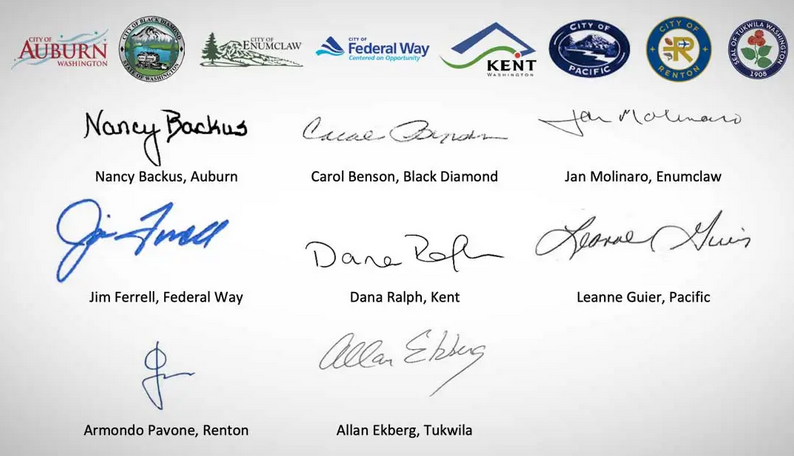 CITY OF
AUBURN
WASHINGTON
CITY OF BLACK DIAMOND
STATE OF WASHINGTON
CITY OF
ENUMCLAW
CITY OF
Federal Way
Centered on Opportunity
KENT
WASHINGTON
CITY OF
PACIFIC
CITY OF
R
RENTON
SEAL OF TUKWILA WASHINGTON
1908
Nancy Backus
Jan Molinaro
Nancy Backus, Auburn
Carol Benson, Black Diamond
Jan Molinaro, Enumclaw
Jim Ferrell
Dana Ralph
Leanne Guier
Jim Ferrell, Federal Way
Dana Ralph, Kent
Leanne Guier, Pacific
Allan Ekberg
Armondo Pavone, Renton
Allan Ekberg, Tukwila